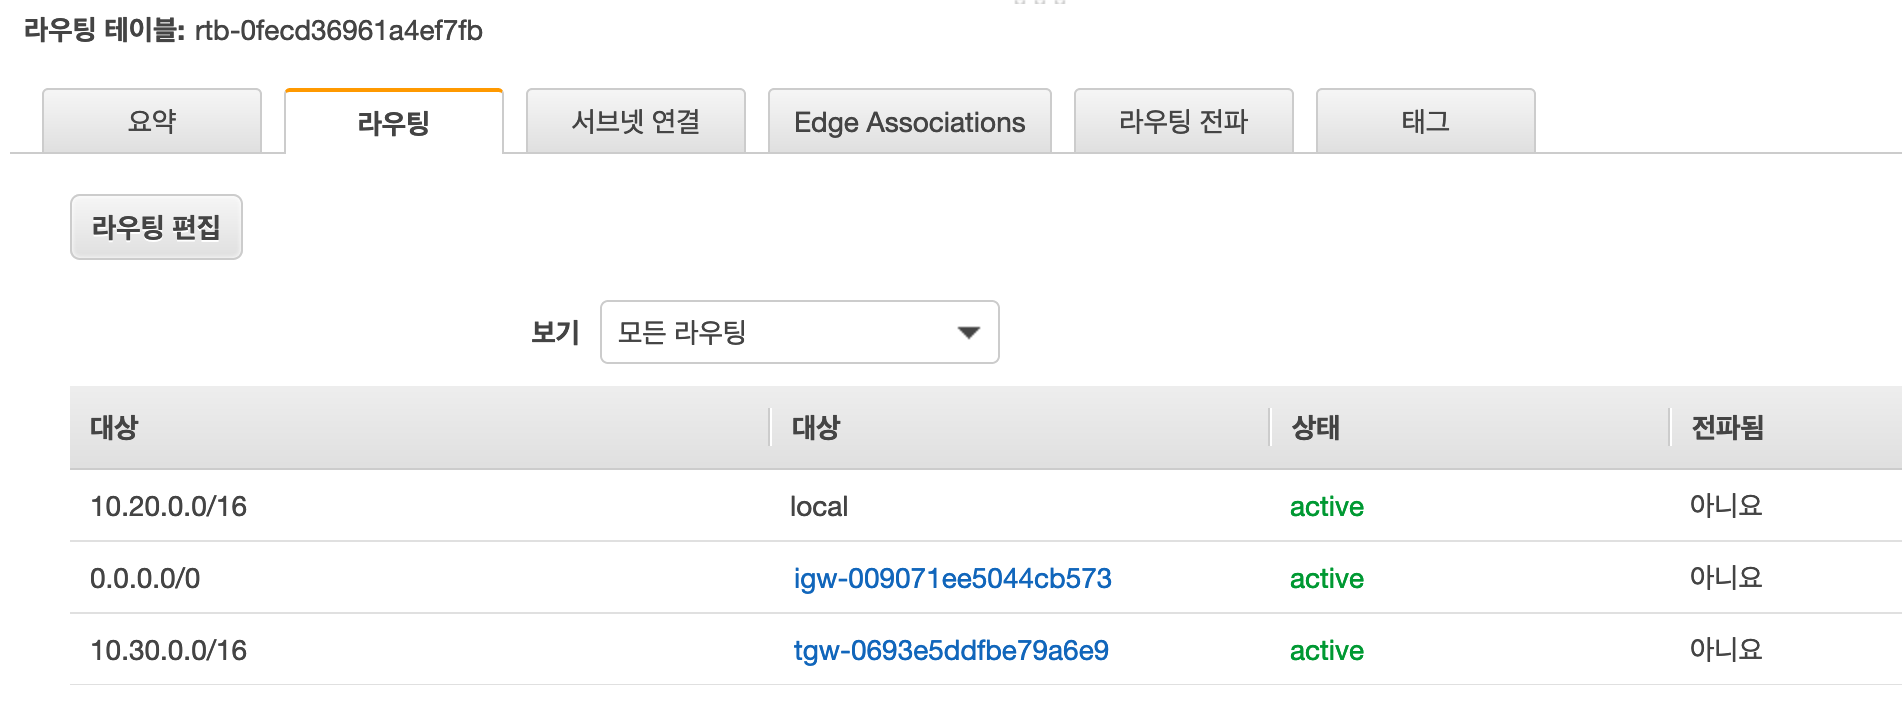 라우팅 테이블: rtb-0fecd36961a4ef7fb
요약 라우팅 서브넷 연결 Edge Associations 라우팅 전파 태그
라우팅 편집
보기 모든 라우팅
대상 대상 상태 전파됨
10.20.0.0/16 local active 아니요
0.0.0.0/0 igw-009071ee5044cb573 active 아니요
10.30.0.0/16 tgw-0693e5ddfbe79a6e9 active 아니요